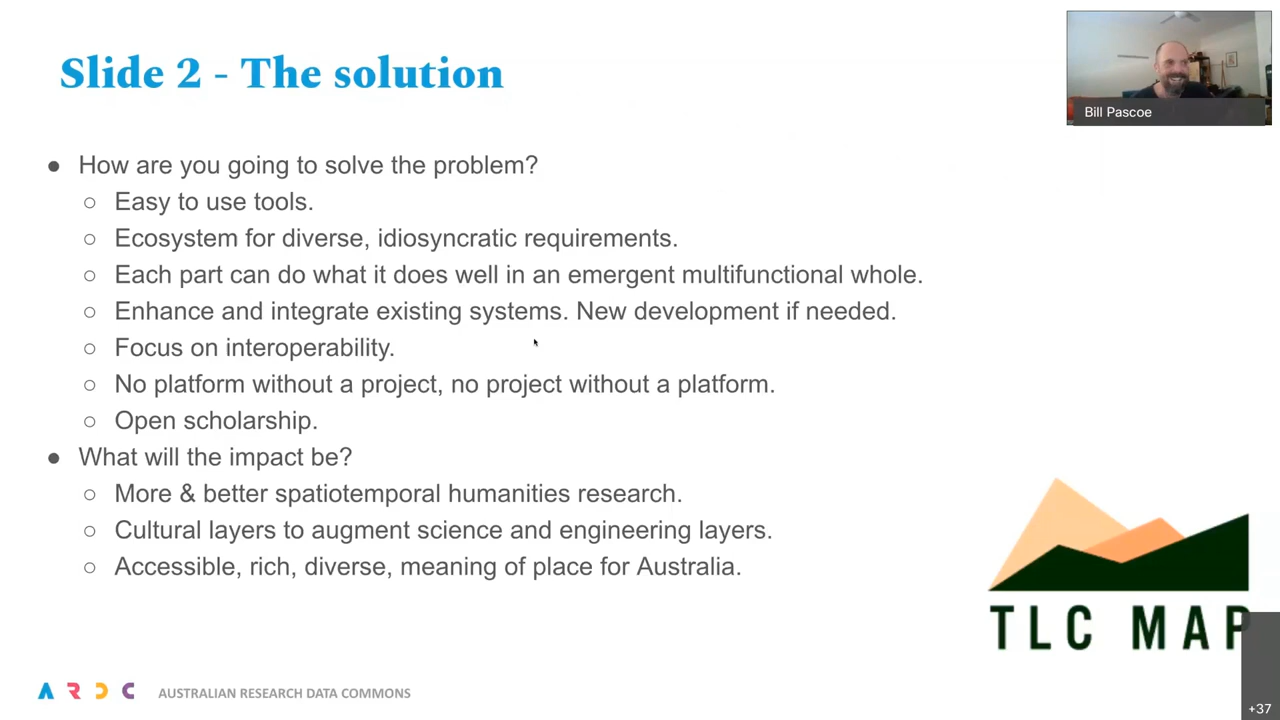 Slide 2 - The solution
Bill Pascoe
● How are you going to solve the problem?
○ Easy to use tools.
○ Ecosystem for diverse, idiosyncratic requirements.
○ Each part can do what it does well in an emergent multifunctional whole.
○ Enhance and integrate existing systems. New development if needed.
○ Focus on interoperability.
○ No platform without a project, no project without a platform.
○ Open scholarship.
● What will the impact be?
○ More & better spatiotemporal humanities research.
○ Cultural layers to augment science and engineering layers.
○ Accessible, rich, diverse, meaning of place for Australia.
TLC MAP
ARDC AUSTRALIAN RESEARCH DATA COMMONS
+37